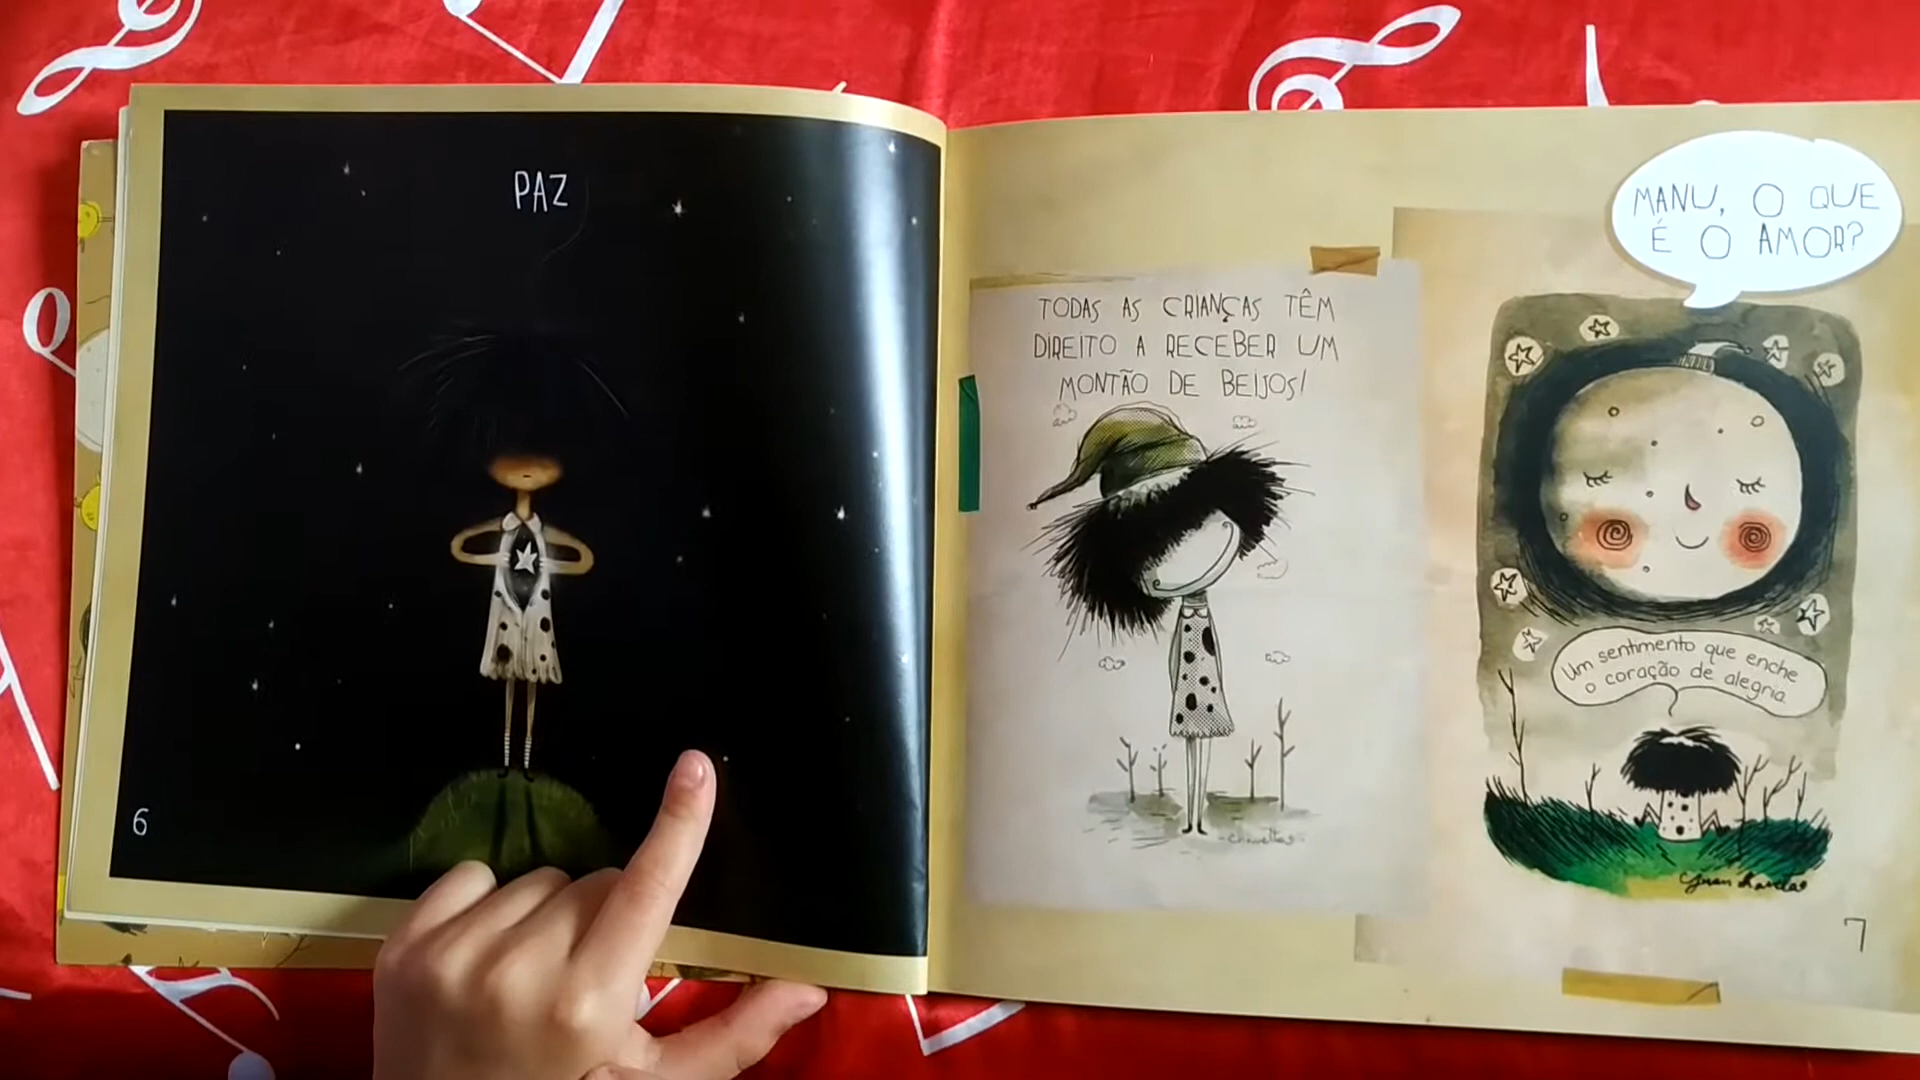 PAZ
6
TODAS AS CRIANÇAS TÊM
DIREITO A RECEBER UM
MONTÃO DE BEIJOS!
MANU, O QUE
É O AMOR?
Um sentimento que enche
o coração de alegria.
7